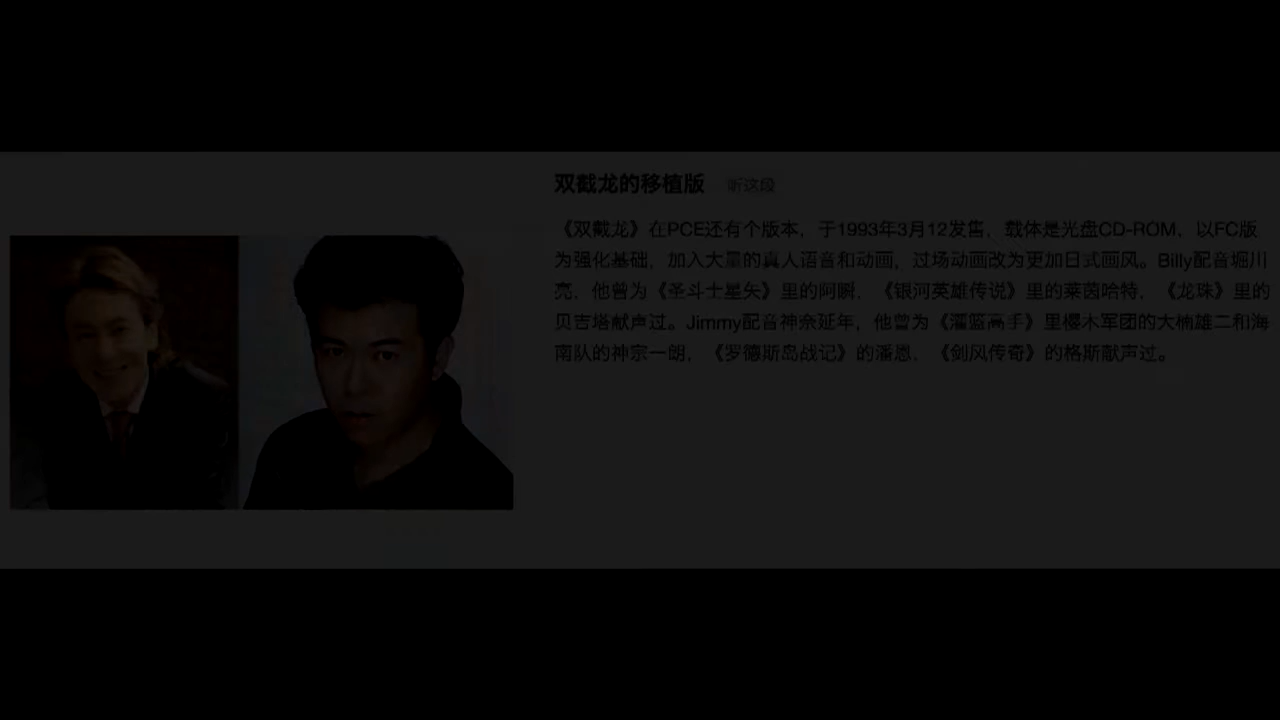 双截龙的移植版 听这段
《双截龙》在PCE还有个版本，于1993年3月12发售，载体是光盘CD-ROM，以FC版
为强化基础，加入大量的真人语音和动画，过场动画改为更加日式画风。Billy配音堀川
亮，他曾为《圣斗士星矢》里的阿瞬，《银河英雄传说》里的莱茵哈特，《龙珠》里的
贝吉塔献声过。Jimmy配音神奈延年，他曾为《灌篮高手》里樱木军团的大楠雄二和海
南队的神宗一朗，《罗德斯岛战记》的潘恩，《剑风传奇》的格斯献声过。